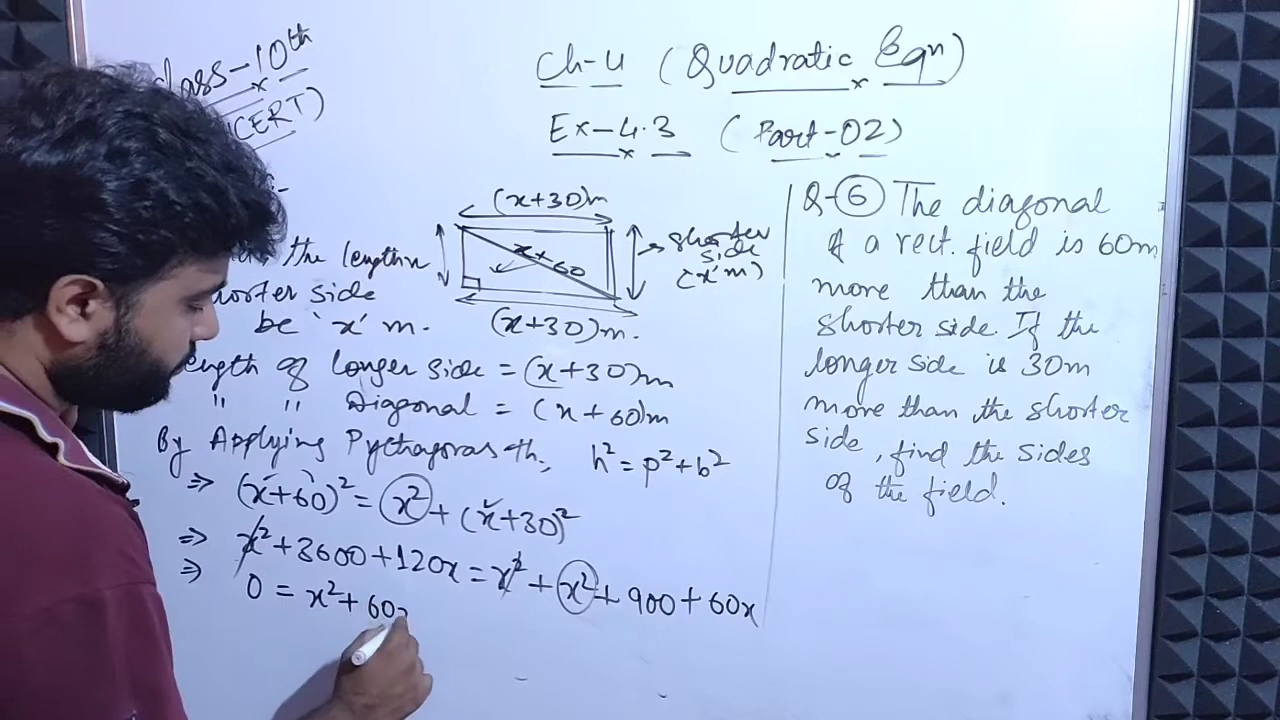 class-10th
CERT)
Ch-4 (Quadratic Eqn)
Ex-4.3 (Part-02)
:-
(x+30)m
x+60
shorter
side
(x'm)
(x+30)m.
the length
shorter side
be 'x' m.
length of longer side = (x+30)m
" " Diagonal = (x+60)m
By Applying Pythagoras th, h²=p²+b²
⇒ (x+60)² = x² + (x+30)²
⇒ x²+3600+120x = x² + x² + 900 + 60x
⇒ 0 = x² + 60x
Q-6 The diagonal
of a rect. field is 60m
more than the
shorter side. If the
longer side is 30m
more than the shorter
side, find the sides
of the field.